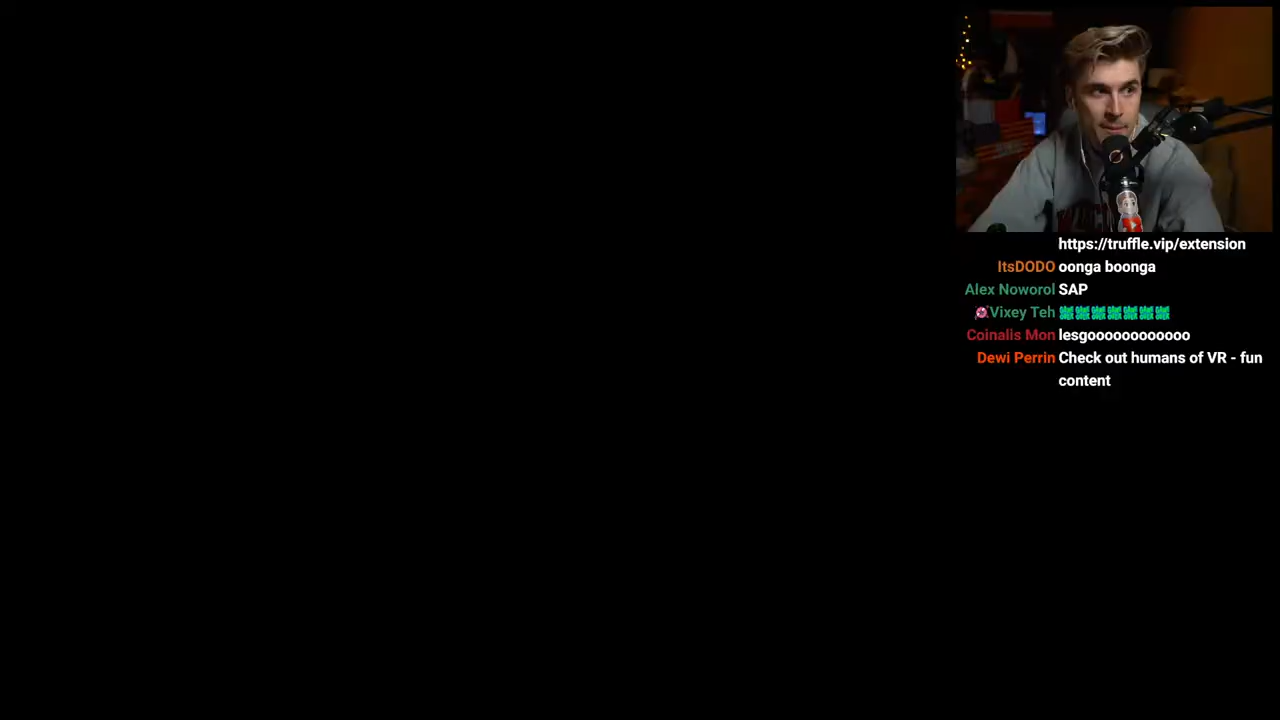 https://truffle.vip/extension
ItsDODO oonga boonga
Alex Noworol SAP
Vixey Teh
Coinalis Mon lesgoooooooooooo
Dewi Perrin Check out humans of VR - fun
content